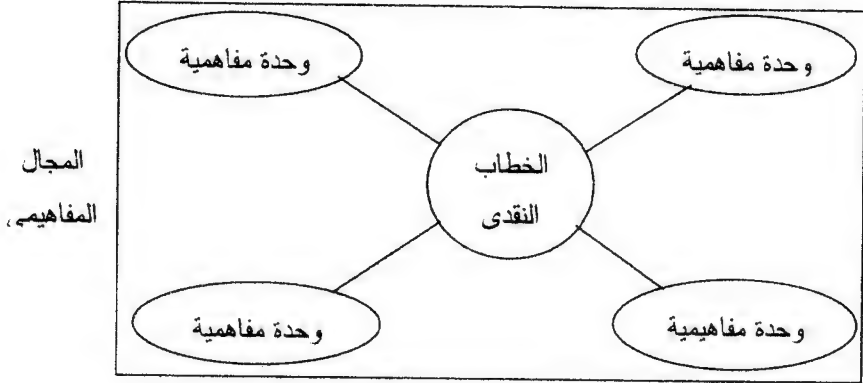 وحدة مفاهمية
وحدة مفاهمية
الخطاب
النقدى
المجال
المفاهيمى
وحدة مفاهيمية
وحدة مفاهمية